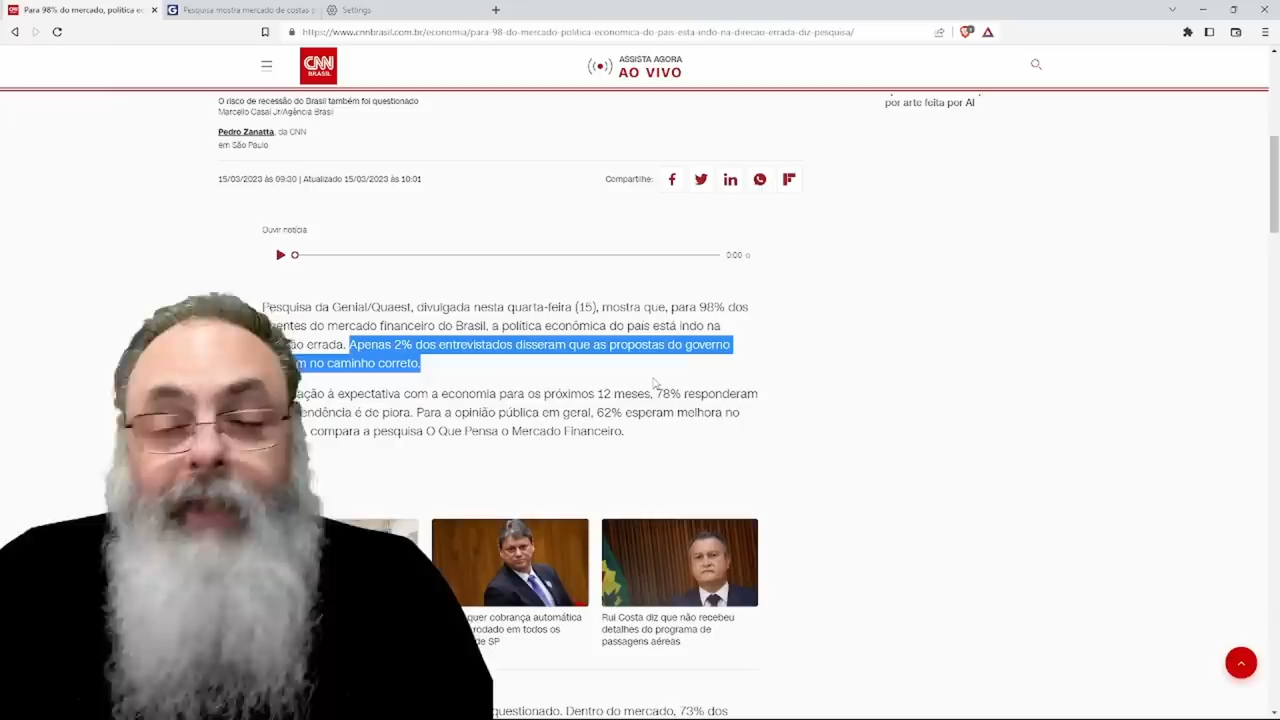 Para 98% do mercado, política ec
Pesquisa mostra mercado de costas p
Settings
https://www.cnnbrasil.com.br/economia/para-98-do-mercado-politica-economica-do-pais-esta-indo-na-direcao-errada-diz-pesquisa/
CNN
BRASIL
ASSISTA AGORA
AO VIVO
O risco de recessão do Brasil também foi questionado
Marcello Casal Jr/Agência Brasil
por arte feita por AI
Pedro Zanatta, da CNN
em São Paulo
15/03/2023 às 09:30 | Atualizado 15/03/2023 às 10:01
Compartilhe:
Ouvir notícia
0:00
Pesquisa da Genial/Quaest, divulgada nesta quarta-feira (15), mostra que, para 98% dos
entes do mercado financeiro do Brasil, a política econômica do país está indo na
ão errada. Apenas 2% dos entrevistados disseram que as propostas do governo
m no caminho correto.
ação à expectativa com a economia para os próximos 12 meses, 78% responderam
endência é de piora. Para a opinião pública em geral, 62% esperam melhora no
, compara a pesquisa O Que Pensa o Mercado Financeiro.
quer cobrança automática
rodado em todos os
de SP
Rui Costa diz que não recebeu
detalhes do programa de
passagens aéreas
questionado. Dentro do mercado, 73% dos